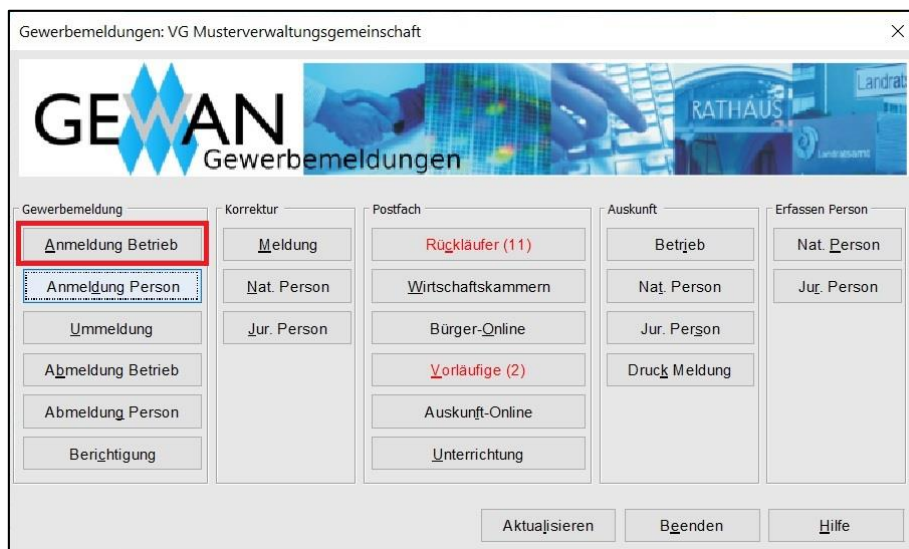 Gewerbemeldungen: VG Musterverwaltungsgemeinschaft
GEWAN
Gewerbemeldungen
RATHAUS
Landrats
Landratsamt
Gewerbemeldung
Anmeldung Betrieb
Anmeldung Person
Ummeldung
Abmeldung Betrieb
Abmeldung Person
Berichtigung
Korrektur
Meldung
Nat. Person
Jur. Person
Postfach
Rückläufer (11)
Wirtschaftskammern
Bürger-Online
Vorläufige (2)
Auskunft-Online
Unterrichtung
Auskunft
Betrieb
Nat. Person
Jur. Person
Druck Meldung
Erfassen Person
Nat. Person
Jur. Person
Aktualisieren
Beenden
Hilfe